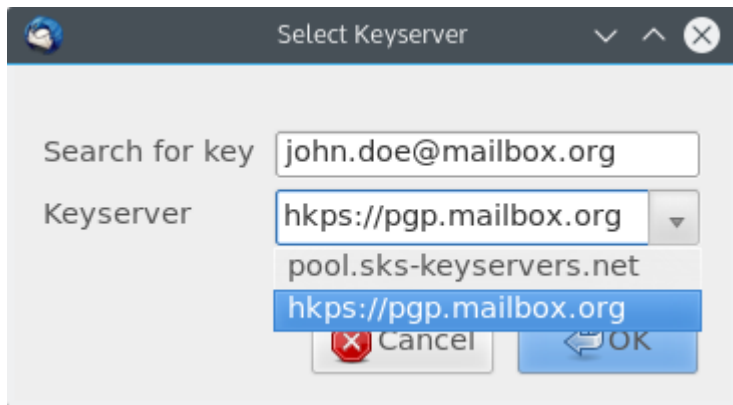 Select Keyserver
Search for key john.doe@mailbox.org
Keyserver hkps://pgp.mailbox.org
pool.sks-keyservers.net
hkps://pgp.mailbox.org
Cancel OK